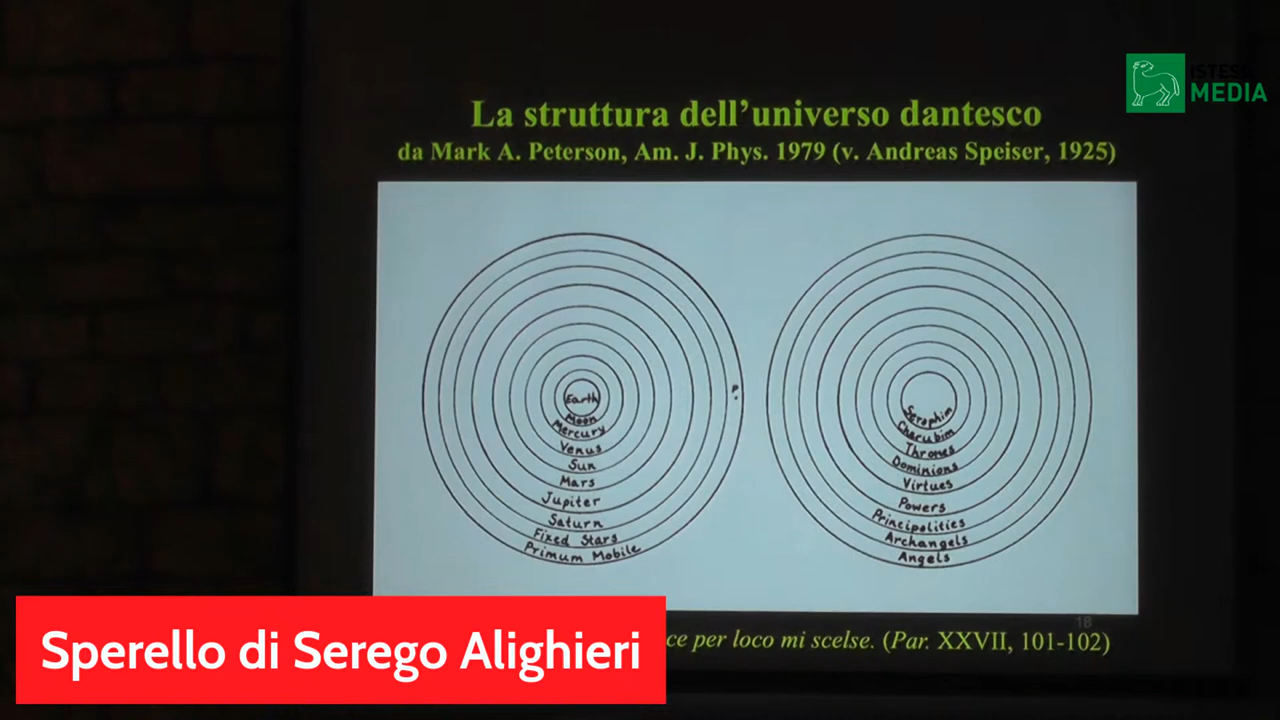 ISTESS
MEDIA
La struttura dell’universo dantesco
da Mark A. Peterson, Am. J. Phys. 1979 (v. Andreas Speiser, 1925)
P
Earth
Moon
Mercury
Venus
Sun
Mars
Jupiter
Saturn
Fixed Stars
Primum Mobile
Seraphim
Cherubim
Thrones
Dominions
Virtues
Powers
Principalities
Archangels
Angels
18
ce per loco mi scelse. (Par. XXVII, 101-102)
Sperello di Serego Alighieri